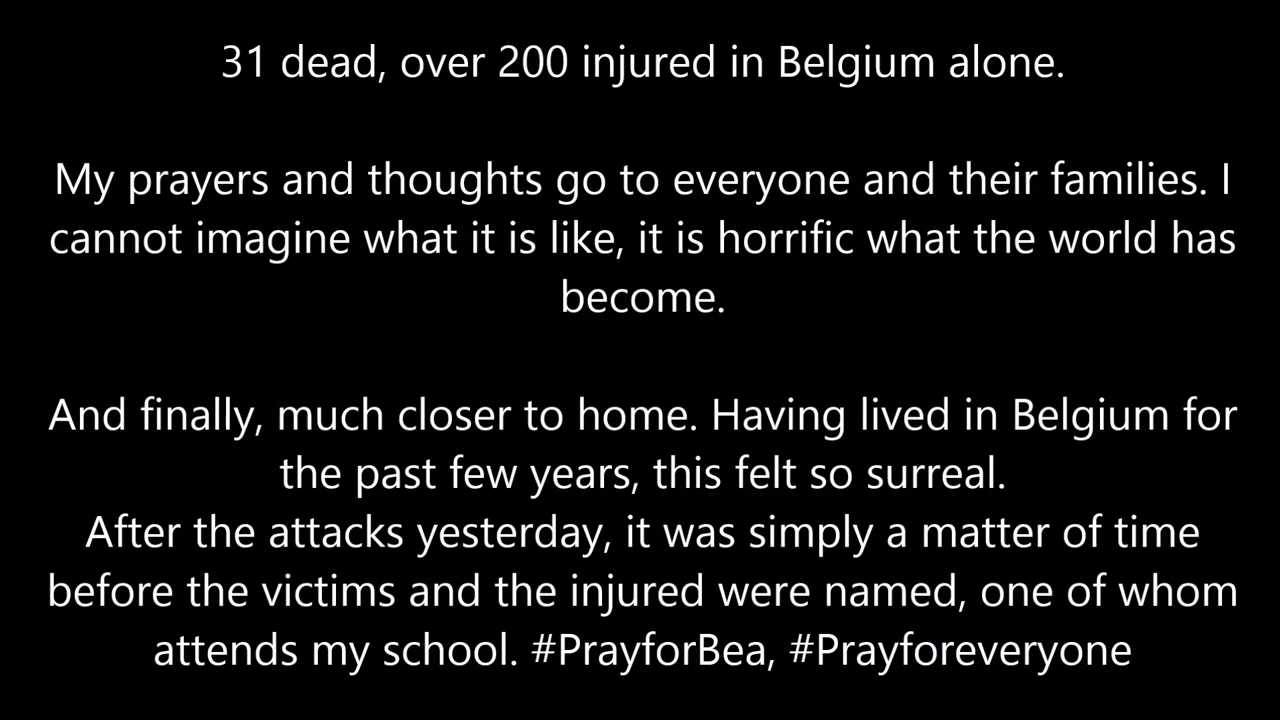 31 dead, over 200 injured in Belgium alone.
My prayers and thoughts go to everyone and their families. I
cannot imagine what it is like, it is horrific what the world has
become.
And finally, much closer to home. Having lived in Belgium for
the past few years, this felt so surreal.
After the attacks yesterday, it was simply a matter of time
before the victims and the injured were named, one of whom
attends my school. #PrayforBea, #Prayforeveryone